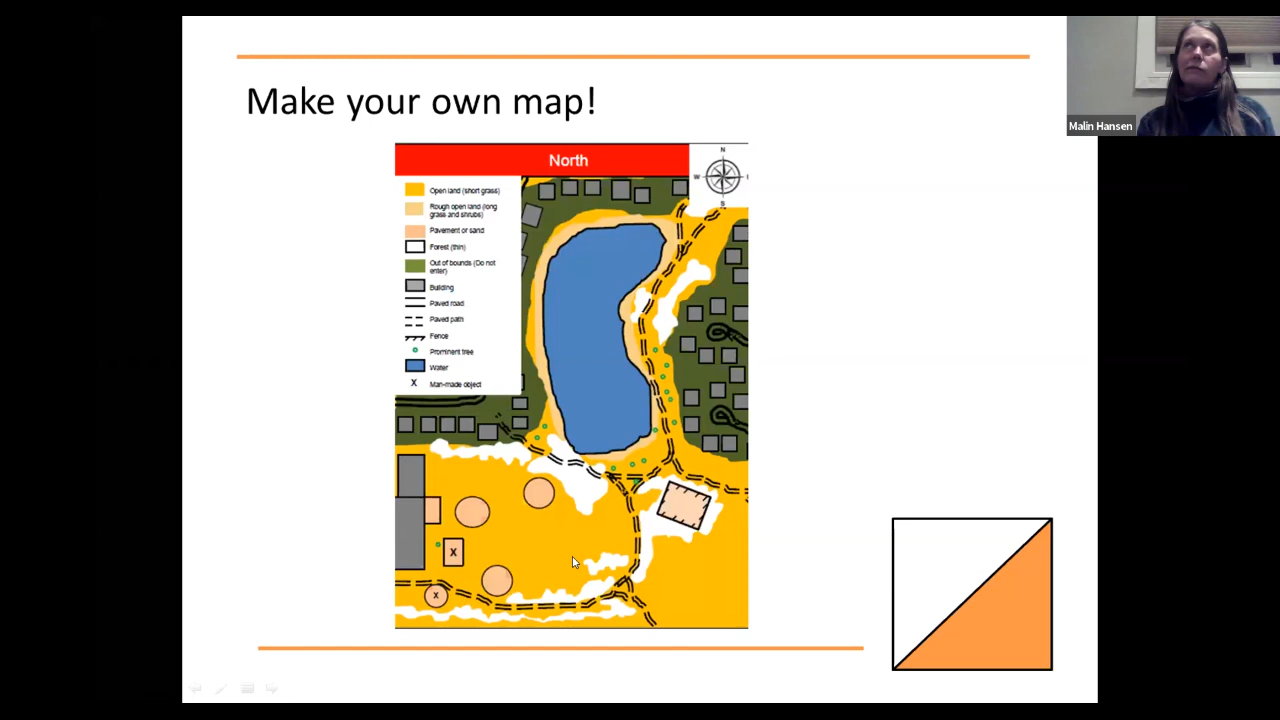 Make your own map!
Malin Hansen
North
N
W
S
Open land (short grass)
Rough open land (long
grass and shrubs)
Pavement or sand
Forest (thin)
Out of bounds (Do not
enter)
Building
Paved road
Paved path
Fence
Prominent tree
Water
X Man-made object
X
X